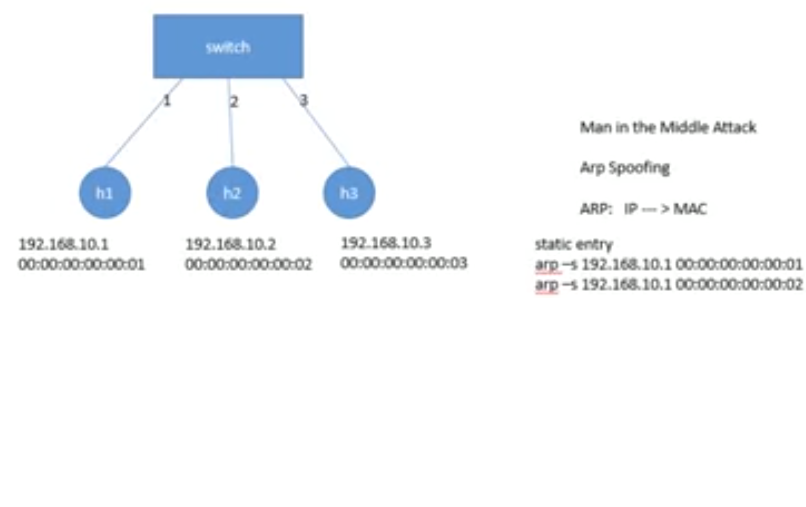 switch
1
2
3
Man in the Middle Attack
Arp Spoofing
h1
h2
h3
ARP: IP --- > MAC
192.168.10.1
00:00:00:00:00:01
192.168.10.2
00:00:00:00:00:02
192.168.10.3
00:00:00:00:00:03
static entry
arp –s 192.168.10.1 00:00:00:00:00:01
arp –s 192.168.10.1 00:00:00:00:00:02